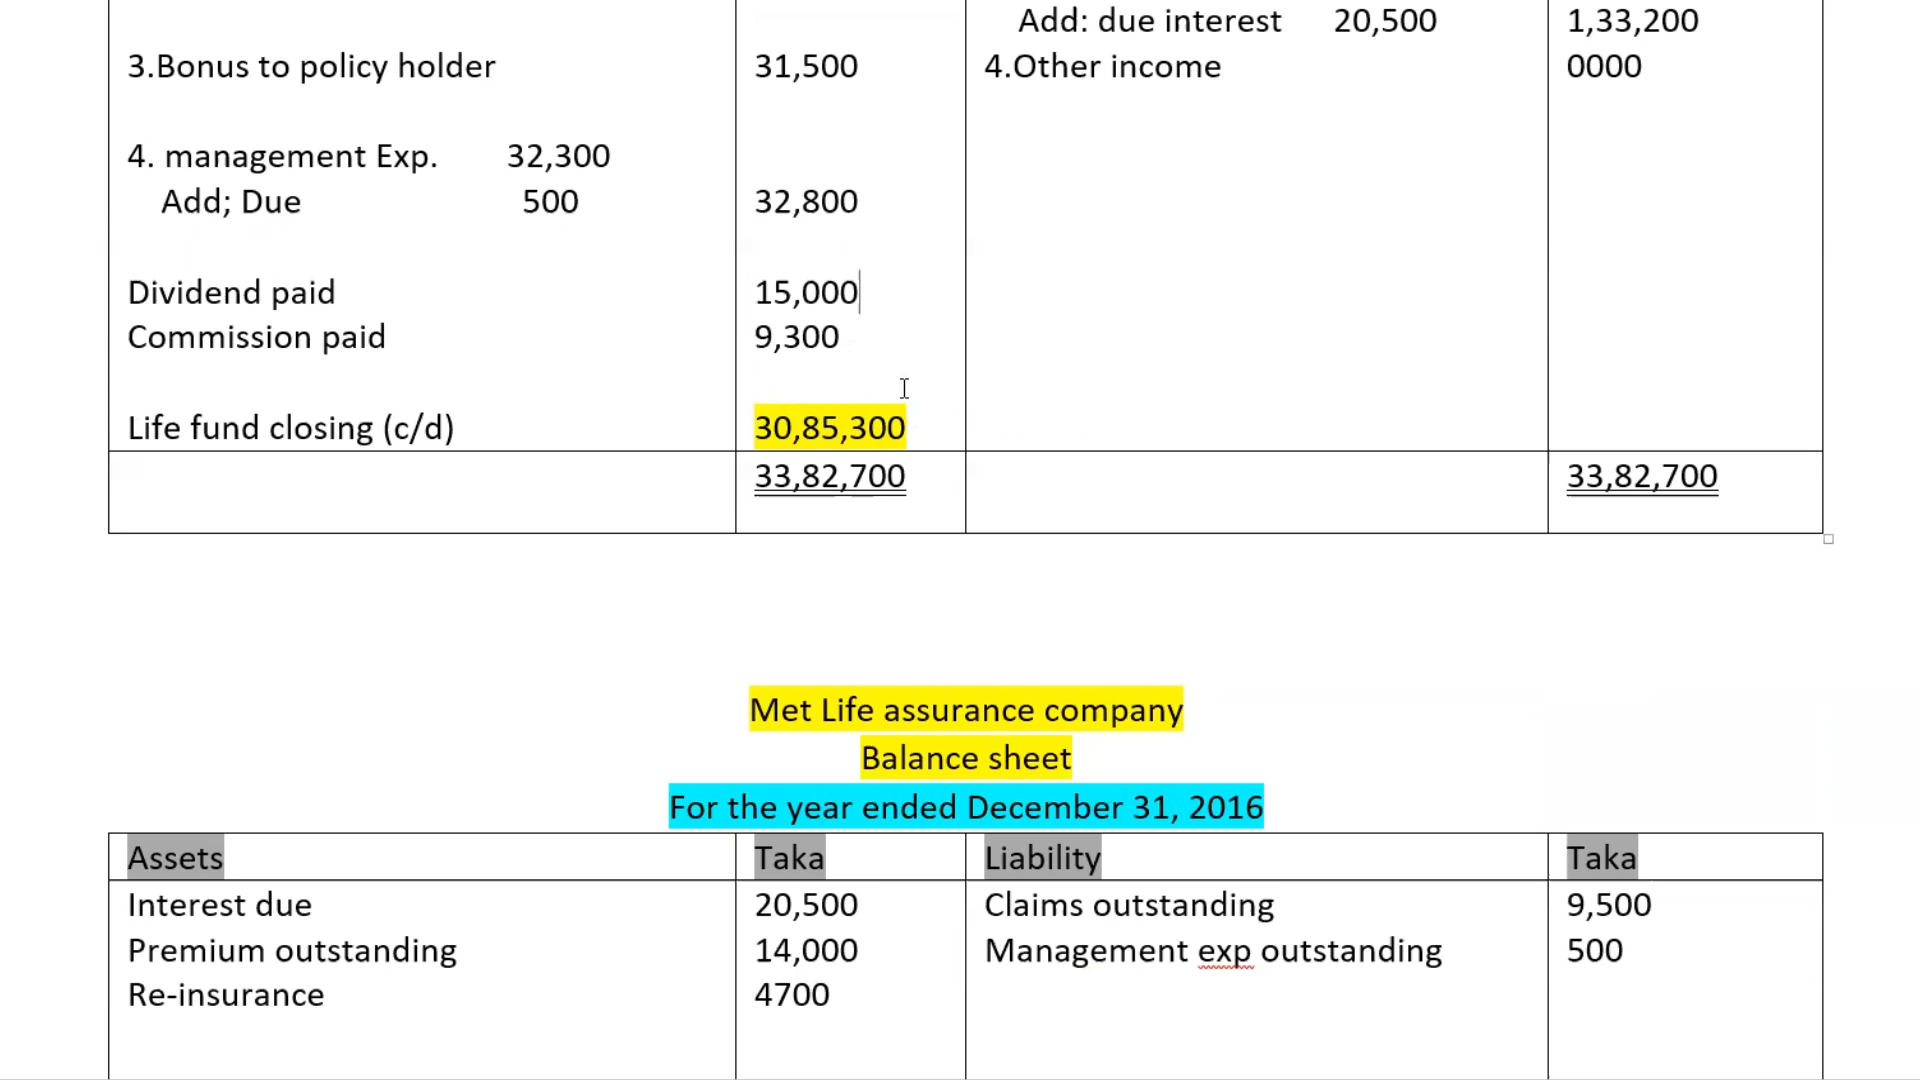 Add: due interest 20,500 1,33,200
3.Bonus to policy holder 31,500 4.Other income 0000
4. management Exp. 32,300
Add; Due 500 32,800
Dividend paid 15,000
Commission paid 9,300
Life fund closing (c/d) 30,85,300
33,82,700 33,82,700
Met Life assurance company
Balance sheet
For the year ended December 31, 2016
Assets Taka Liability Taka
Interest due 20,500 Claims outstanding 9,500
Premium outstanding 14,000 Management exp outstanding 500
Re-insurance 4700